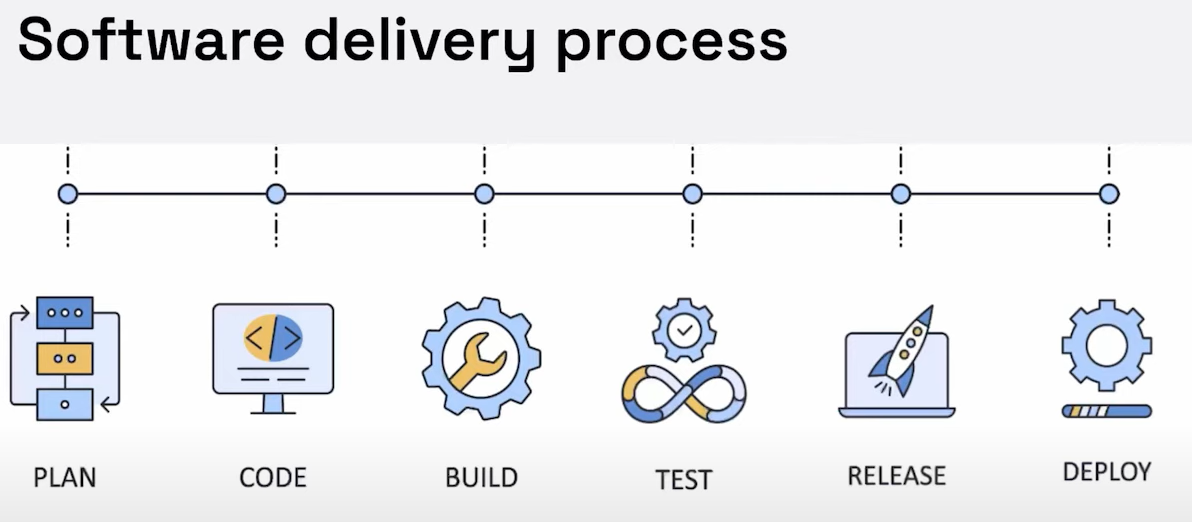 Software delivery process
PLAN
CODE
BUILD
TEST
RELEASE
DEPLOY